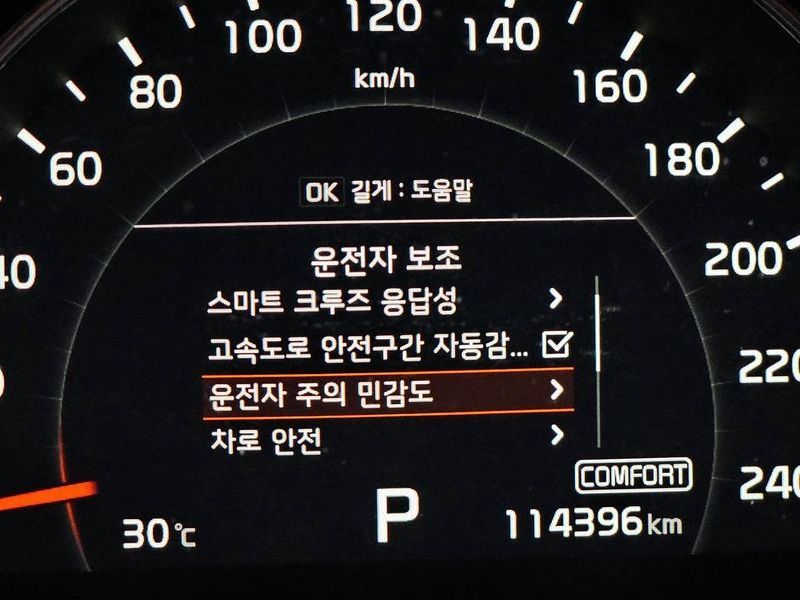 100 120 140
80 km/h 160
60 180
OK 길게 : 도움말
운전자 보조
200
스마트 크루즈 응답성
고속도로 안전구간 자동감...
220
운전자 주의 민감도
차로 안전
COMFORT
240
30℃ P 114396 km